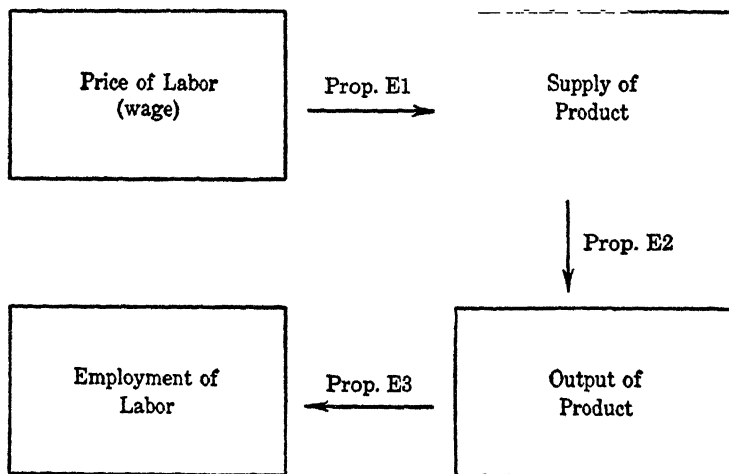 Price of Labor
(wage)
Prop. E1
Supply of
Product
Prop. E2
Employment of
Labor
Prop. E3
Output of
Product